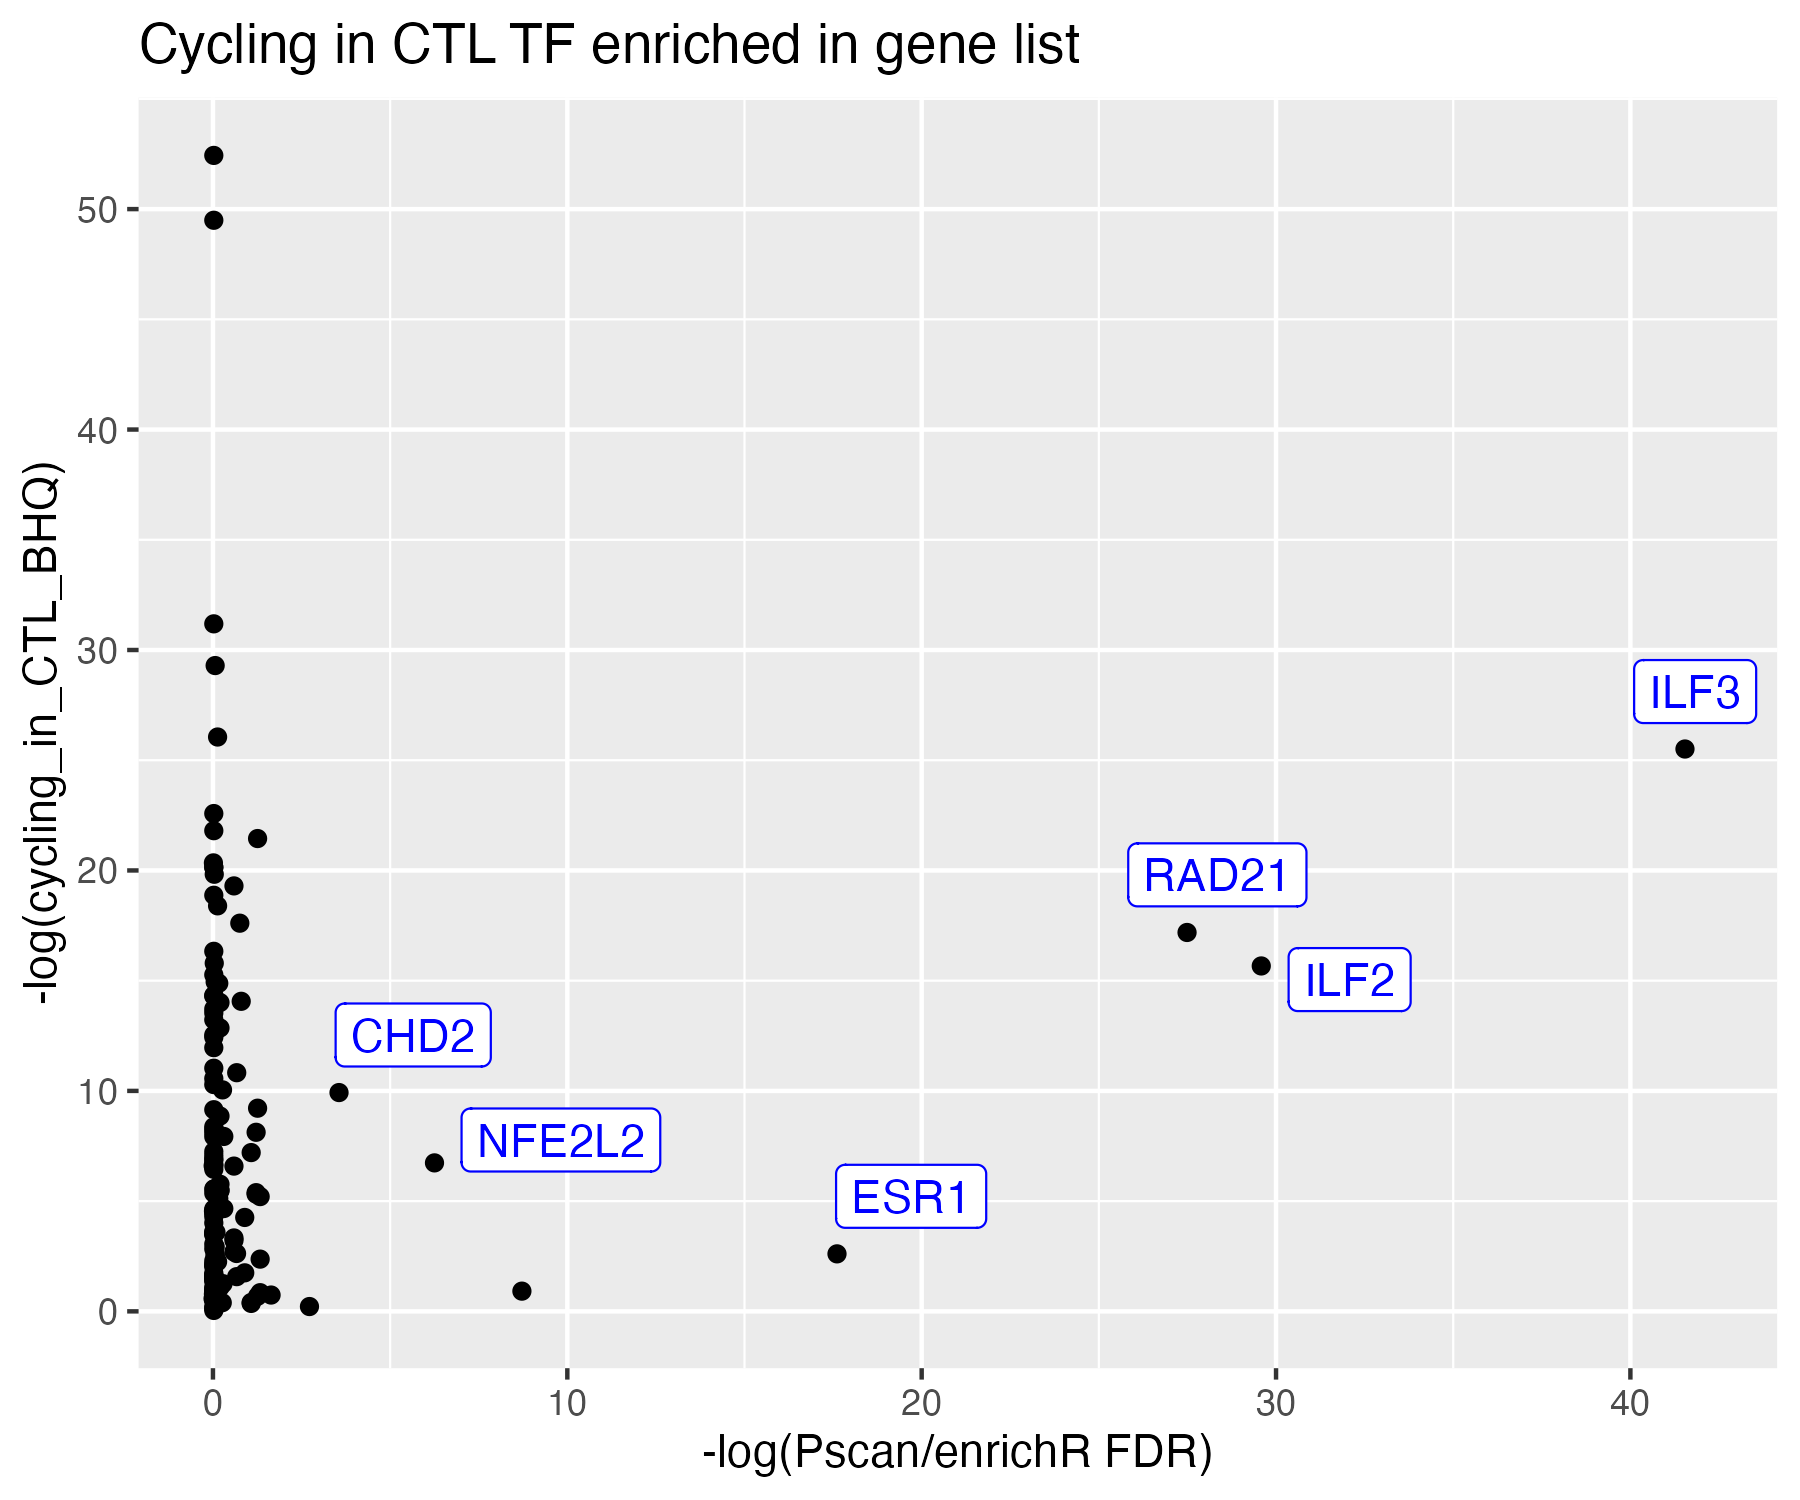 Cycling in CTL TF enriched in gene list
50
40
30
20
10
0
-log(cycling_in_CTL_BHQ)
ILF3
RAD21
ILF2
CHD2
NFE2L2
ESR1
0 10 20 30 40
-log(Pscan/enrichR FDR)